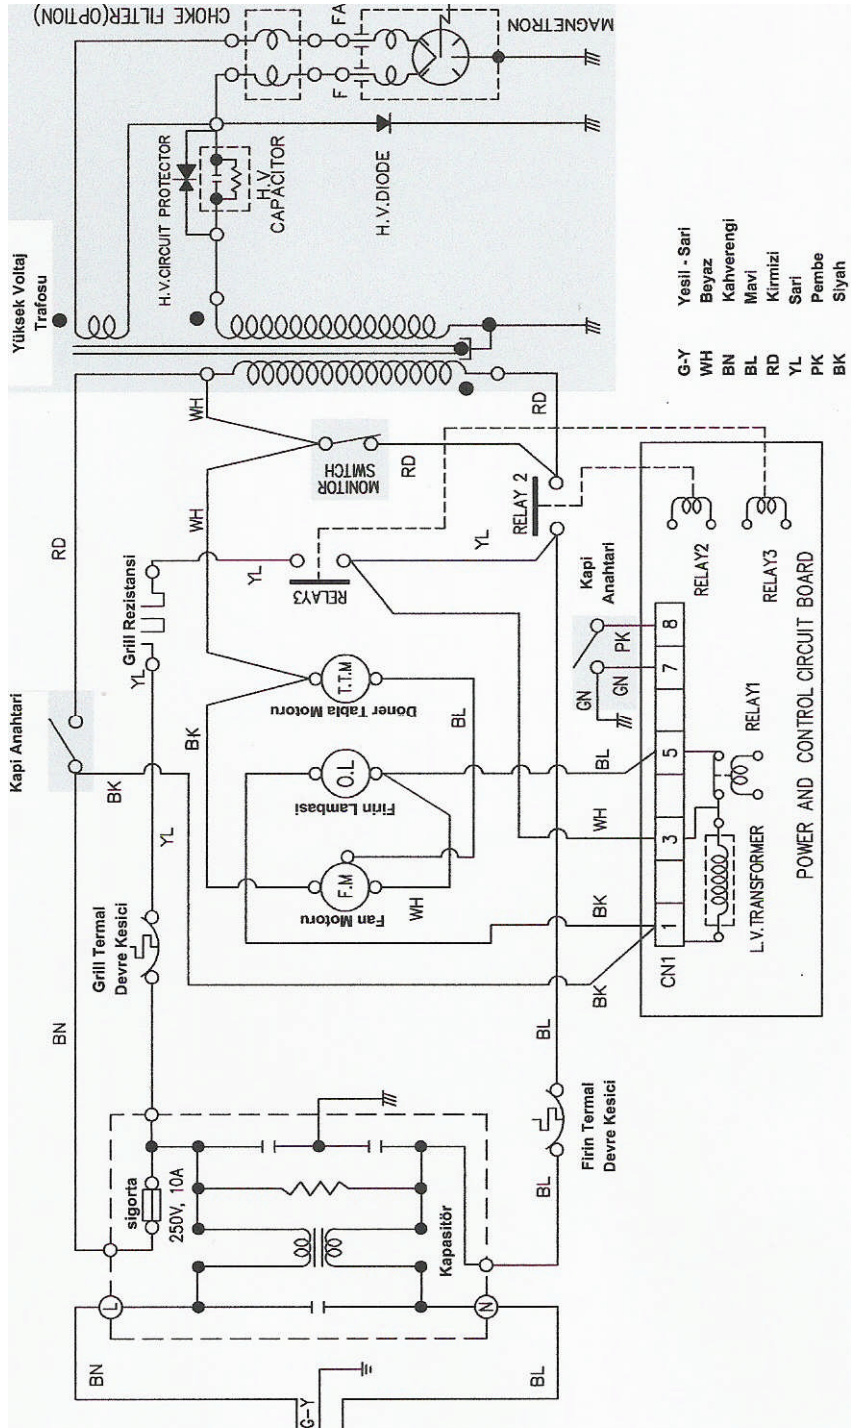 CHOKE FILTER(OPTION)
MAGNETRON
FA
F
H.V.CIRCUIT PROTECTOR
H.V
CAPACITOR
H.V.DIODE
Yüksek Voltaj
Trafosu
G-Y Yesil - Sari
WH Beyaz
BN Kahverengi
BL Mavi
RD Kirmizi
YL Sari
PK Pembe
BK Siyah
WH
RD
MONITOR
SWITCH
RD
WH
RD
RELAY 2
YL
YL
RELAY3
Grill Rezistansi
YL
Kapi Anahtari
BK
YL
T.T.M
Döner Tabla Motoru
BK
BL
O.L
Firin Lambasi
F.M
Fan Motoru
WH
Kapi
Anahtari
PK
GN
GN
BL
WH
BK
BK
8
7
5
3
1
CN1
RELAY2
RELAY3
RELAY1
L.V.TRANSFORMER
POWER AND CONTROL CIRCUIT BOARD
Grill Termal
Devre Kesici
BN
BL
Firin Termal
Devre Kesici
BL
sigorta
250V, 10A
Kapasitör
L
N
BN
G-Y
BL